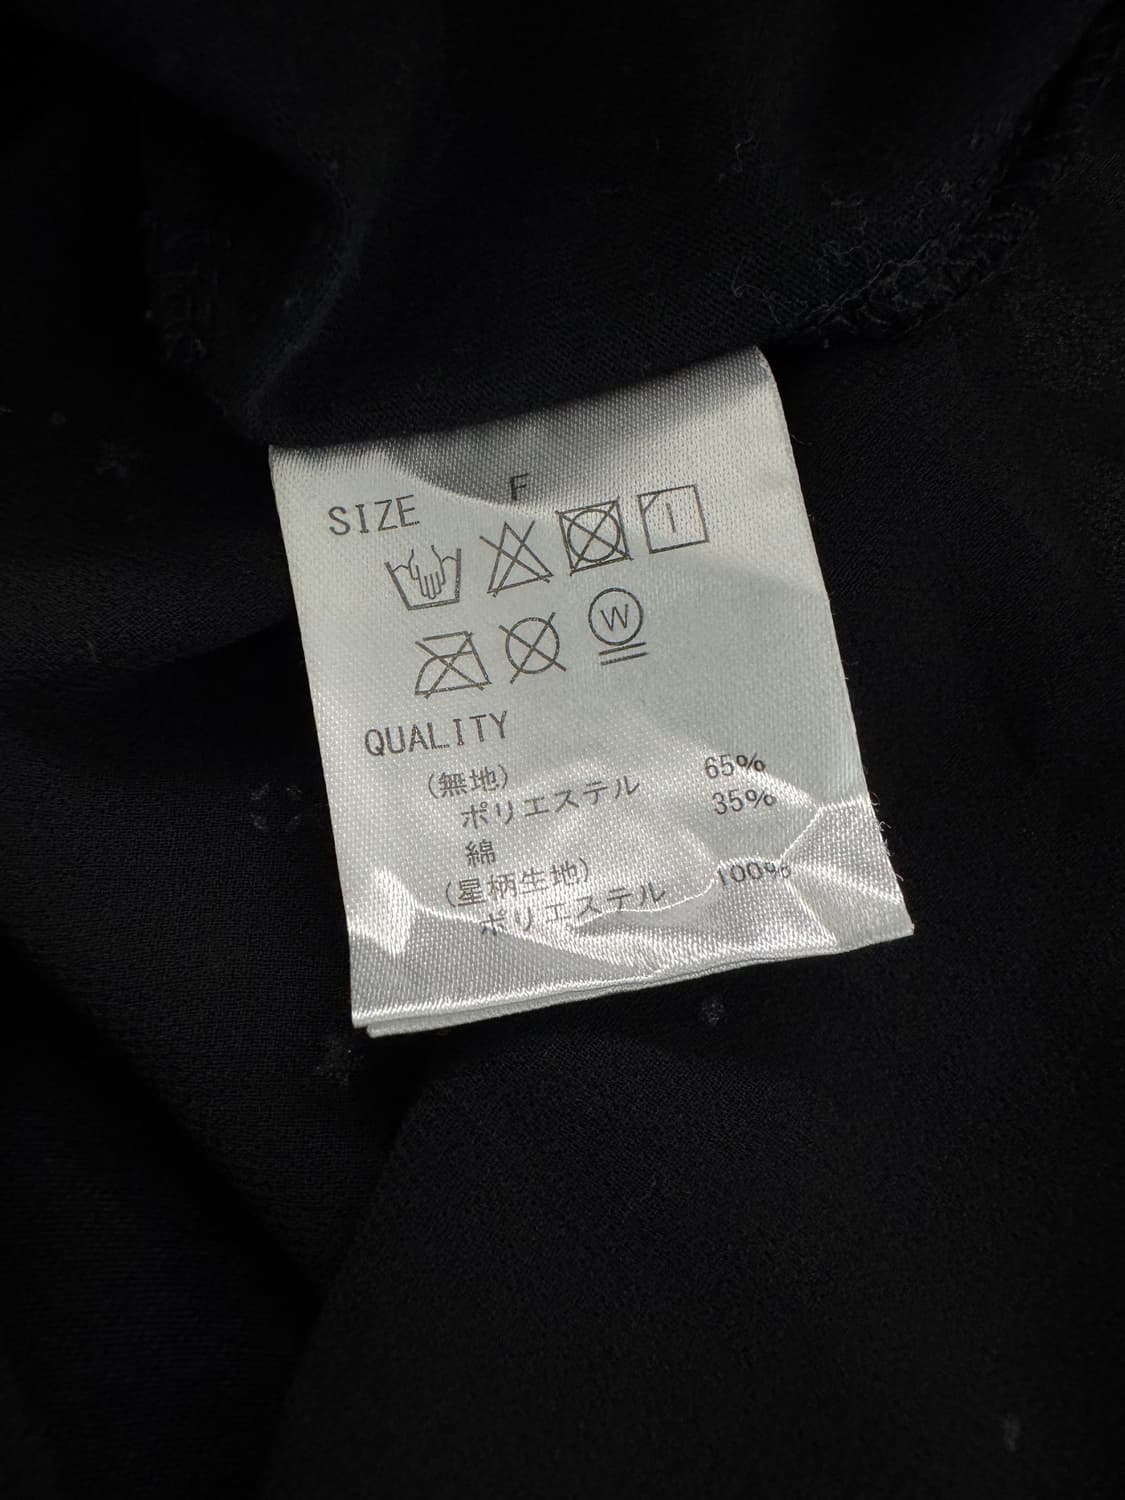 SIZE F
W
QUALITY
(無地)
ポリエステル 65%
綿 35%
(星柄生地)
ポリエステル 100%